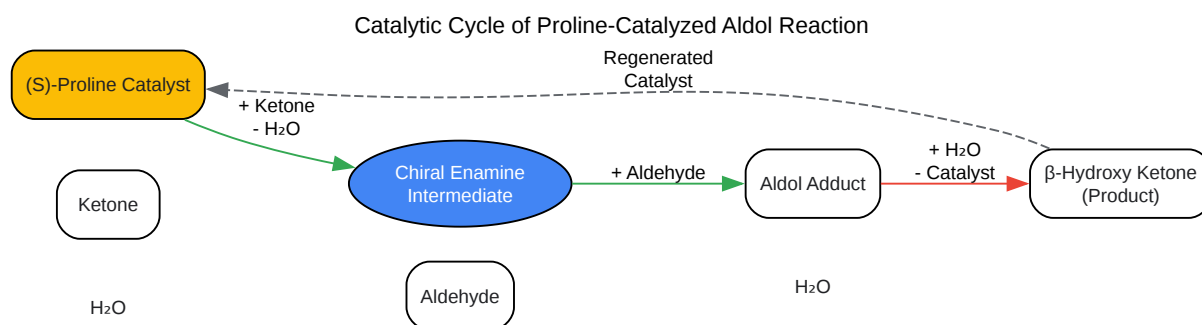 Catalytic Cycle of Proline-Catalyzed Aldol Reaction
Regenerated
Catalyst
(S)-Proline Catalyst
+ Ketone
- H₂O
Chiral Enamine
Intermediate
+ Aldehyde
Aldol Adduct
+ H₂O
- Catalyst
β-Hydroxy Ketone
(Product)
Ketone
Aldehyde
H₂O
H₂O